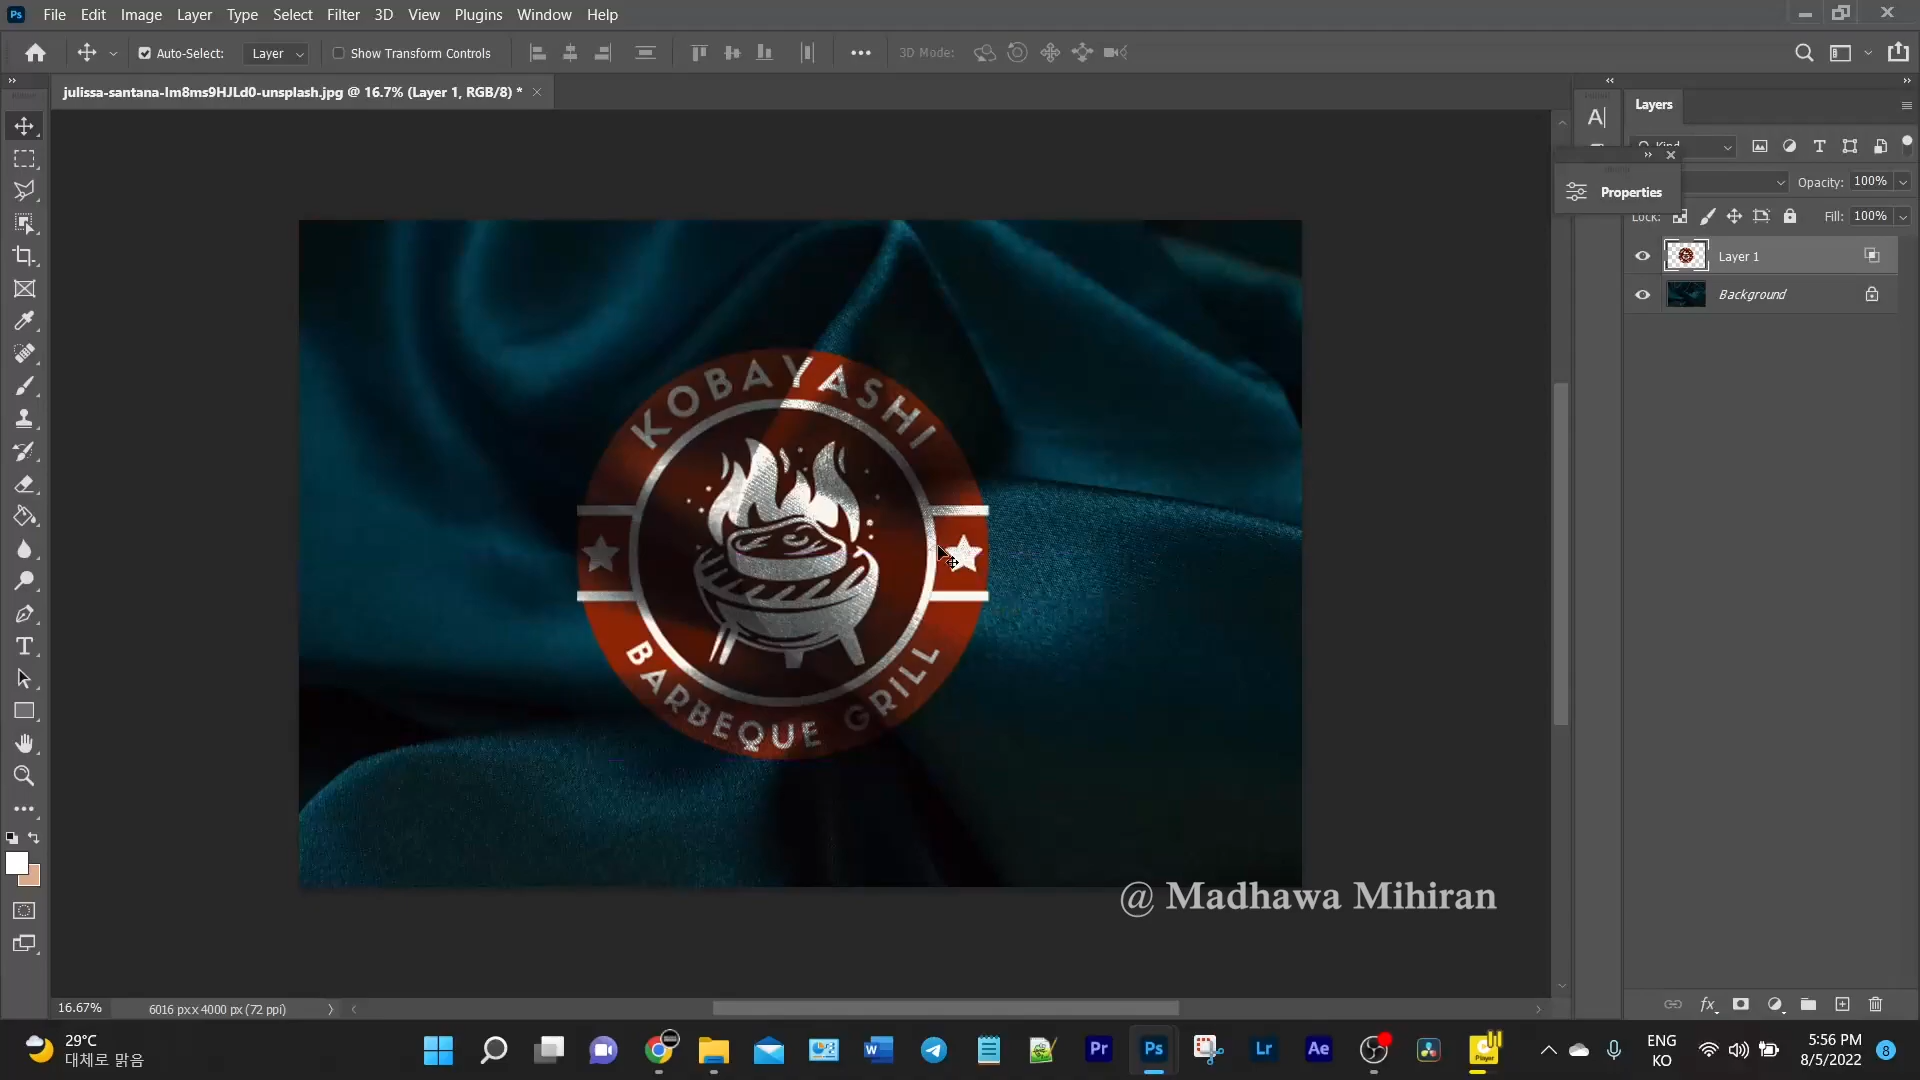 File Edit Image Layer Type Select Filter 3D View Plugins Window Help
Auto-Select: Layer Show Transform Controls 3D Mode:
julissa-santana-Im8ms9HJLd0-unsplash.jpg @ 16.7% (Layer 1, RGB/8) *
Layers
Properties
Opacity: 100%
Lock: Fill: 100%
Layer 1
Background
KOBAYASHI
BARBEQUE GRILL
@ Madhawa Mihiran
16.67% 6016 px x 4000 px (72 ppi)
29°C
대체로 맑음
ENG
KO
5:56 PM
8/5/2022
8